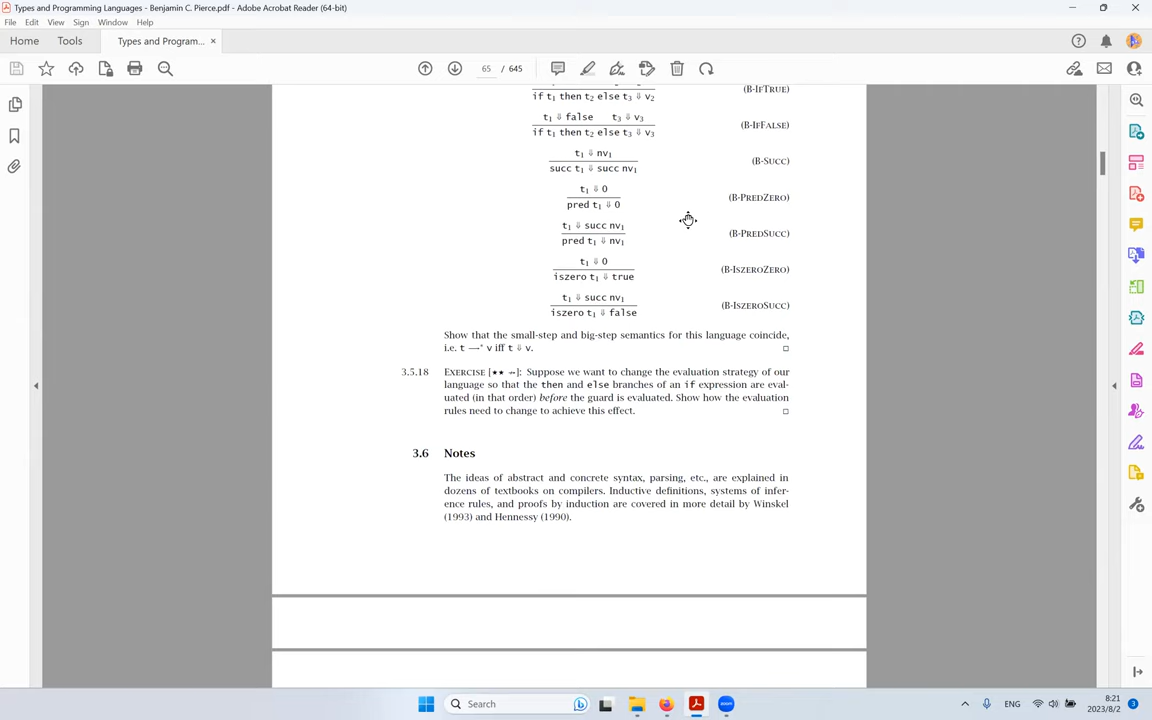 Types and Programming Languages - Benjamin C. Pierce.pdf - Adobe Acrobat Reader (64-bit)
File Edit View Sign Window Help
Home Tools Types and Program... ×
65 / 645
if t₁ then t₂ else t₃ ⇓ v₂ (B-IfTrue)
t₁ ⇓ false t₃ ⇓ v₃
if t₁ then t₂ else t₃ ⇓ v₃ (B-IfFalse)
t₁ ⇓ nv₁
succ t₁ ⇓ succ nv₁ (B-Succ)
t₁ ⇓ 0
pred t₁ ⇓ 0 (B-PredZero)
t₁ ⇓ succ nv₁
pred t₁ ⇓ nv₁ (B-PredSucc)
t₁ ⇓ 0
iszero t₁ ⇓ true (B-IszeroZero)
t₁ ⇓ succ nv₁
iszero t₁ ⇓ false (B-IszeroSucc)
Show that the small-step and big-step semantics for this language coincide,
i.e. t →* v iff t ⇓ v. □
3.5.18 Exercise [★★ ↛]: Suppose we want to change the evaluation strategy of our
language so that the then and else branches of an if expression are eval-
uated (in that order) before the guard is evaluated. Show how the evaluation
rules need to change to achieve this effect. □
3.6 Notes
The ideas of abstract and concrete syntax, parsing, etc., are explained in
dozens of textbooks on compilers. Inductive definitions, systems of infer-
ence rules, and proofs by induction are covered in more detail by Winskel
(1993) and Hennessy (1990).
Search
zoom
ENG
8:21
2023/8/2
3